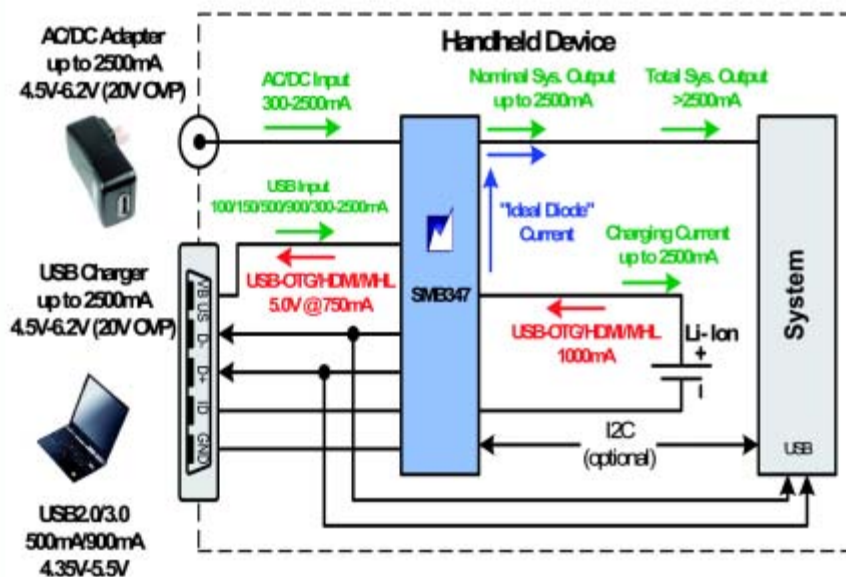 Handheld Device
AC/DC Adapter
up to 2500mA
4.5V-6.2V (20V OVP)
AC/DC Input
300-2500mA
Nominal Sys. Output
up to 2500mA
Total Sys. Output
>2500mA
USB Input
100/150/500/900/300-2500mA
"Ideal Diode"
Current
Charging Current
up to 2500mA
USB Charger
up to 2500mA
4.5V-6.2V (20V OVP)
USB-OTG/HDMI/MHL
5.0V @750mA
SMB347
USB-OTG/HDMI/MHL
1000mA
Li-Ion
+
System
VBUS
D-
D+
ID
GND
I2C
(optional)
USB
USB2.0/3.0
500mA/900mA
4.35V-5.5V